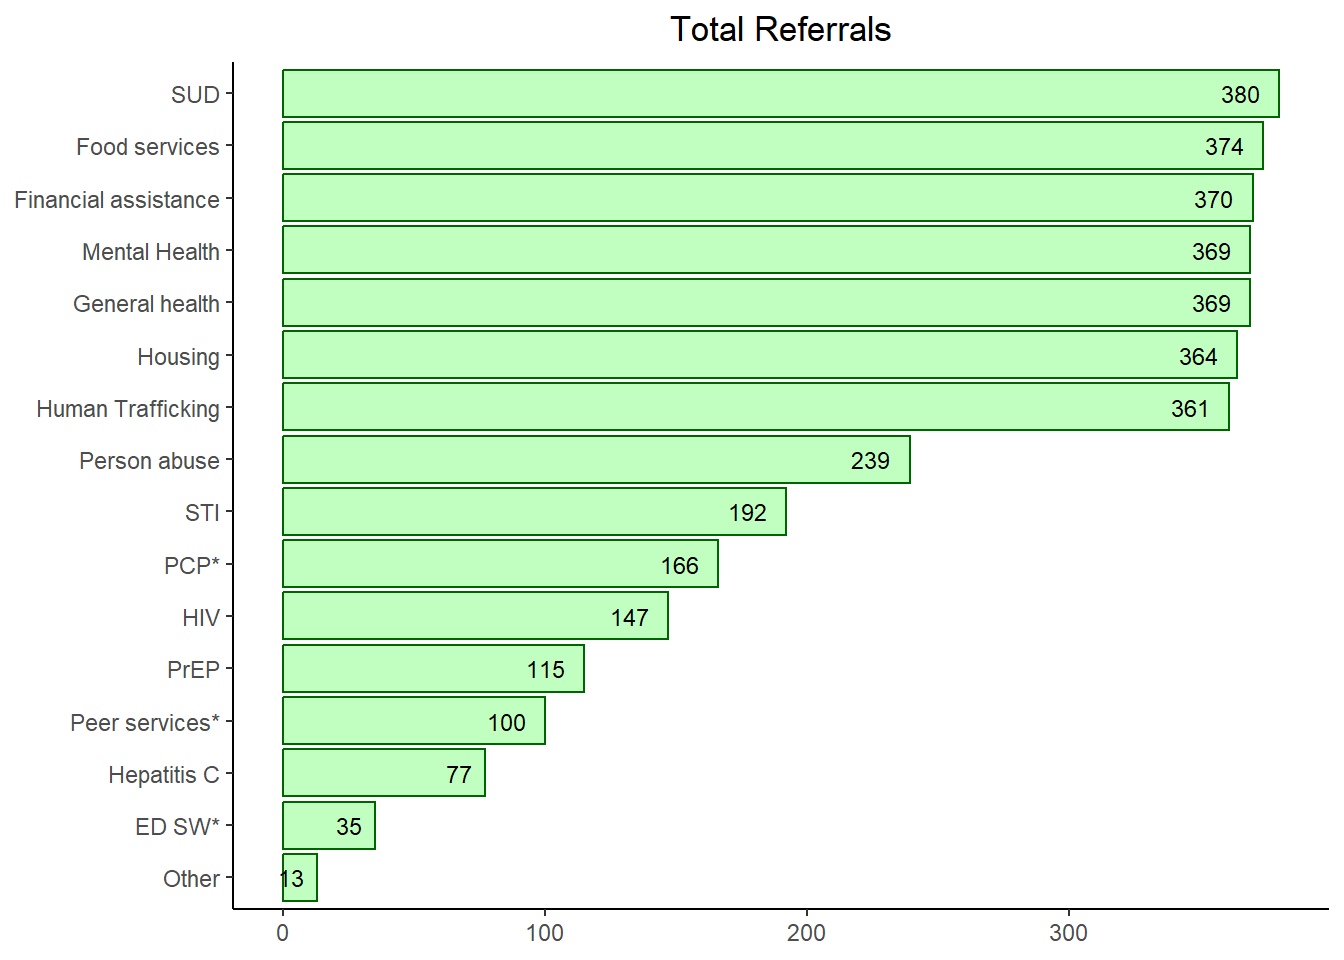 Total Referrals
SUD 380
Food services 374
Financial assistance 370
Mental Health 369
General health 369
Housing 364
Human Trafficking 361
Person abuse 239
STI 192
PCP* 166
HIV 147
PrEP 115
Peer services* 100
Hepatitis C 77
ED SW* 35
Other 13
0 100 200 300